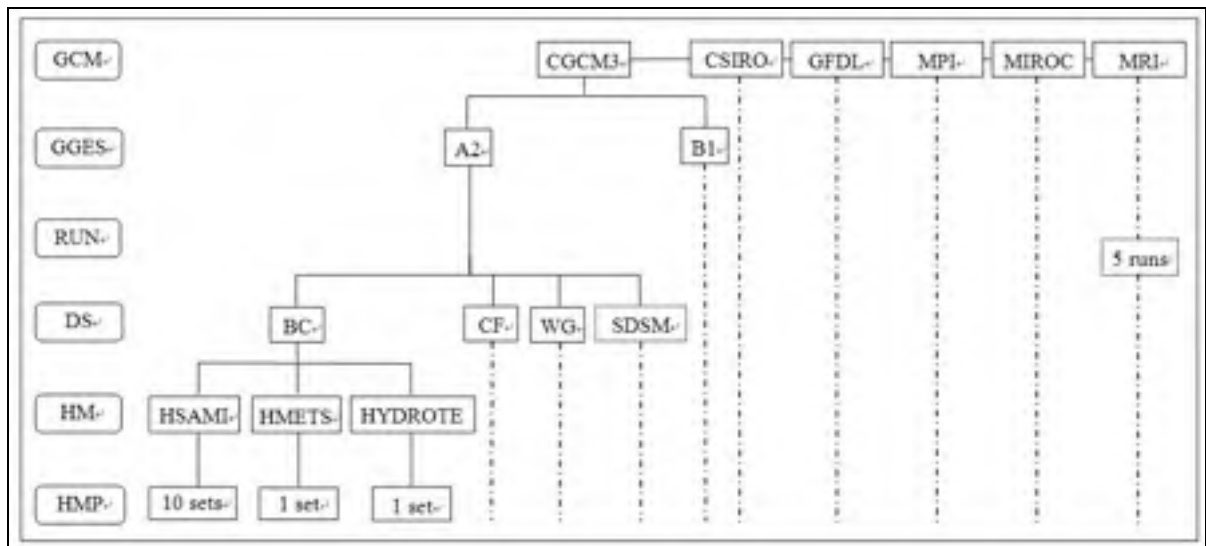 GCM
CGCM3
CSIRO
GFDL
MPI
MIROC
MRI
GGES
A2
B1
RUN
5 runs
DS
BC
CF
WG
SDSM
HM
HSAMI
HMETS
HYDROTE
HMP
10 sets
1 set
1 set